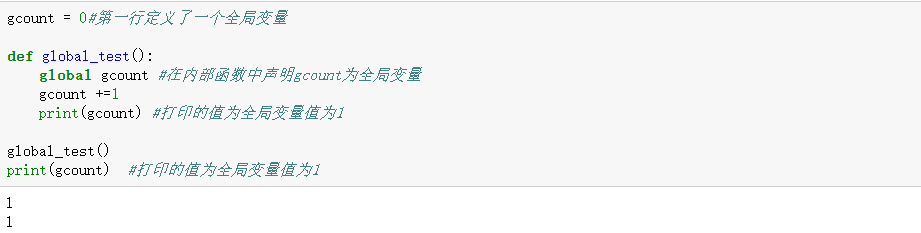 gcount = 0#第一行定义了一个全局变量
def global_test():
    global gcount #在内部函数中声明gcount为全局变量
    gcount +=1
    print(gcount) #打印的值为全局变量值为1
global_test()
print(gcount)  #打印的值为全局变量值为1
1
1